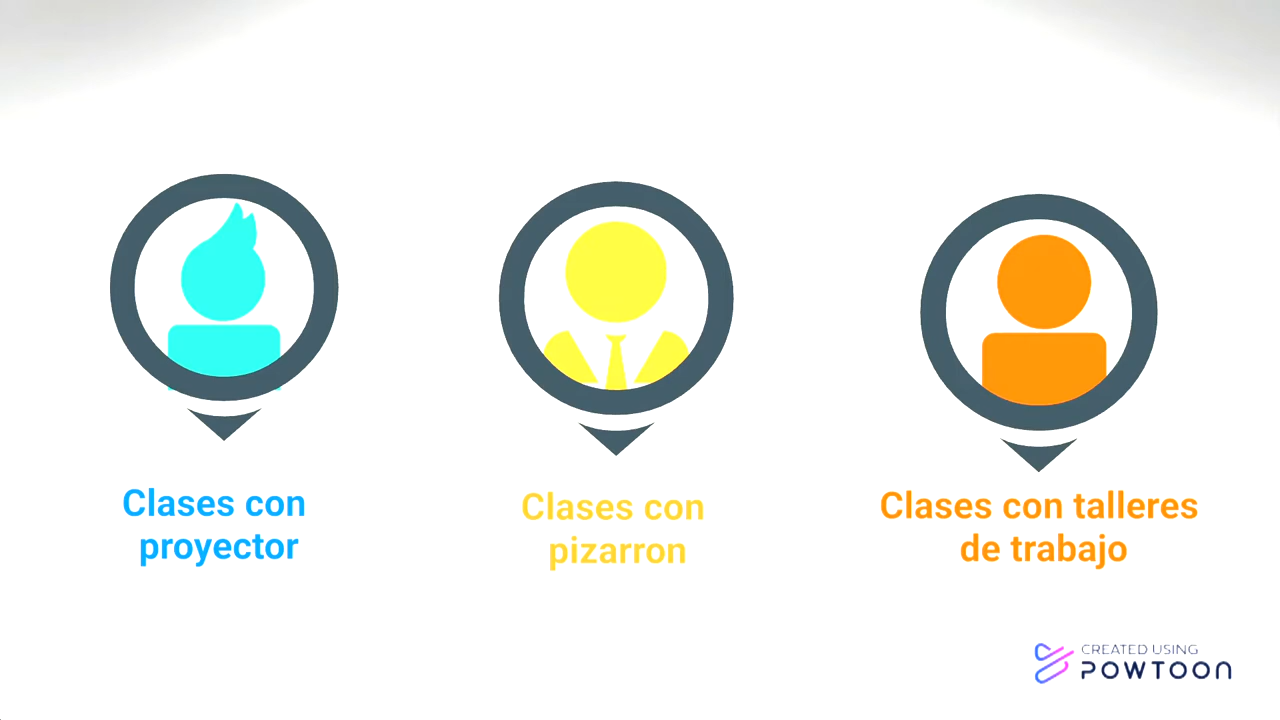 Clases con
proyector
Clases con
pizarron
Clases con talleres
de trabajo
CREATED USING
POWTOON